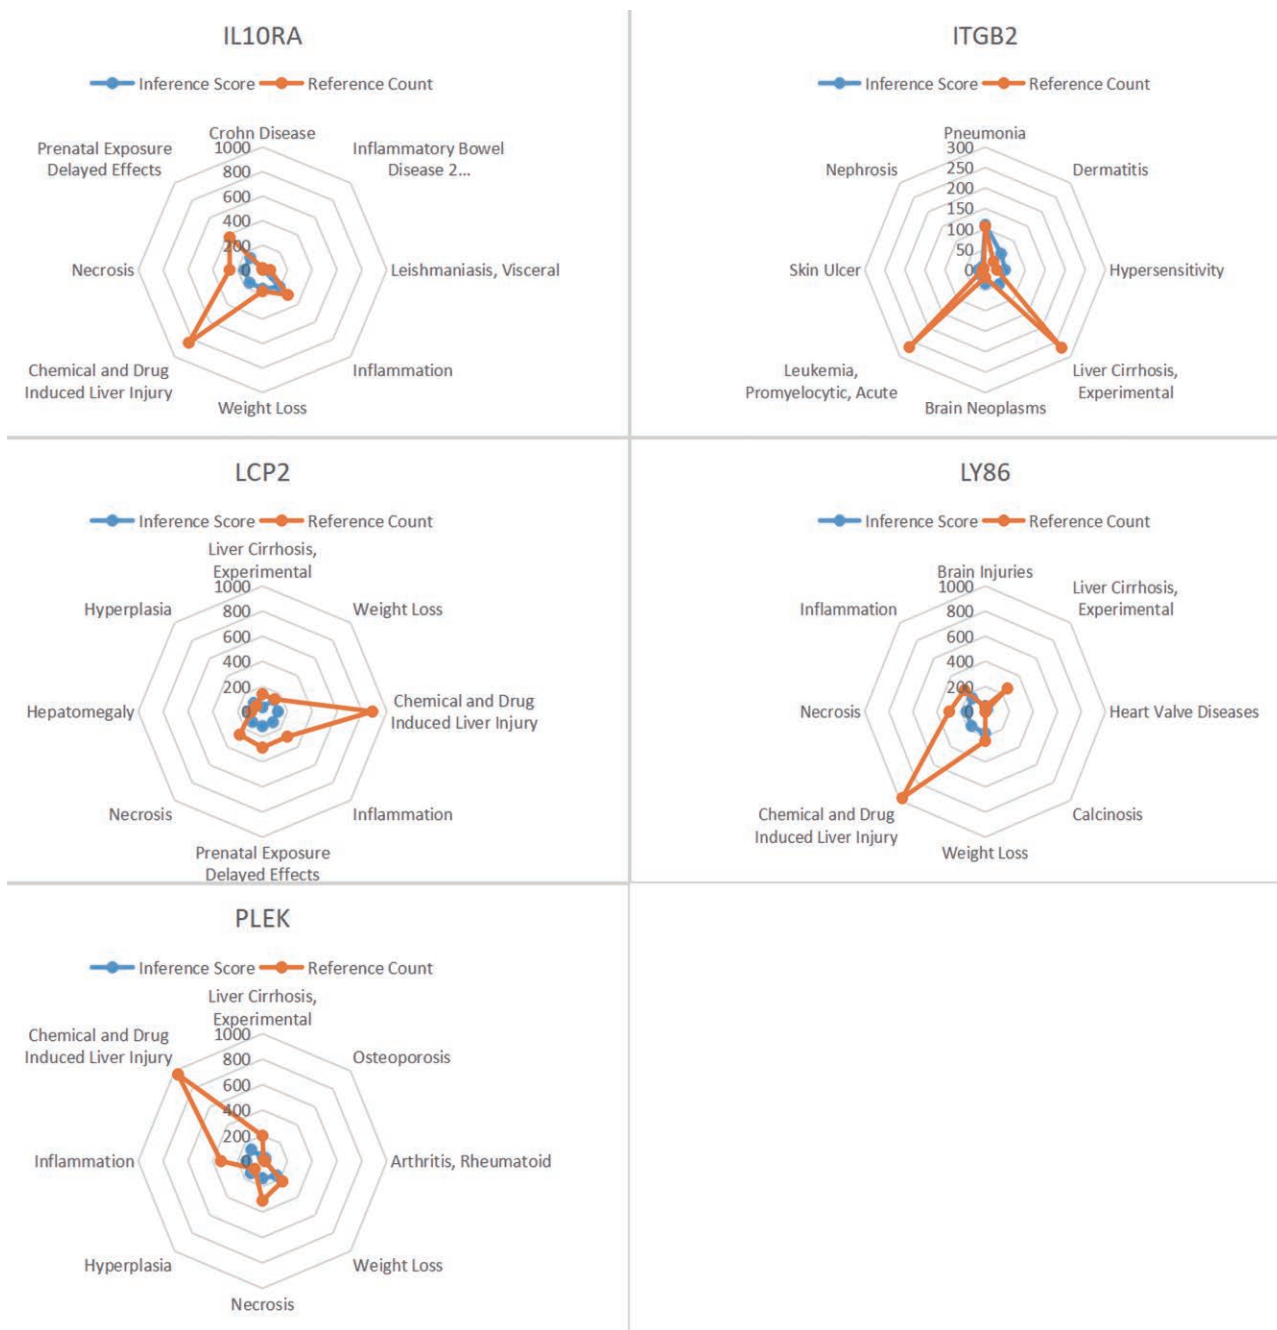 IL10RA
Inference Score Reference Count
Crohn Disease
Prenatal Exposure
Delayed Effects
Inflammatory Bowel
Disease 2...
1000
800
600
400
200
0
Necrosis
Leishmaniasis, Visceral
Chemical and Drug
Induced Liver Injury
Inflammation
Weight Loss
ITGB2
Inference Score Reference Count
Pneumonia
Nephrosis
Dermatitis
300
250
200
150
100
50
0
Skin Ulcer
Hypersensitivity
Leukemia,
Promyelocytic, Acute
Liver Cirrhosis,
Experimental
Brain Neoplasms
LCP2
Inference Score Reference Count
Liver Cirrhosis,
Experimental
Hyperplasia
Weight Loss
1000
800
600
400
200
0
Hepatomegaly
Chemical and Drug
Induced Liver Injury
Necrosis
Inflammation
Prenatal Exposure
Delayed Effects
LY86
Inference Score Reference Count
Brain Injuries
Inflammation
Liver Cirrhosis,
Experimental
1000
800
600
400
200
0
Necrosis
Heart Valve Diseases
Chemical and Drug
Induced Liver Injury
Calcinosis
Weight Loss
PLEK
Inference Score Reference Count
Liver Cirrhosis,
Experimental
Chemical and Drug
Induced Liver Injury
Osteoporosis
1000
800
600
400
200
0
Inflammation
Arthritis, Rheumatoid
Hyperplasia
Weight Loss
Necrosis